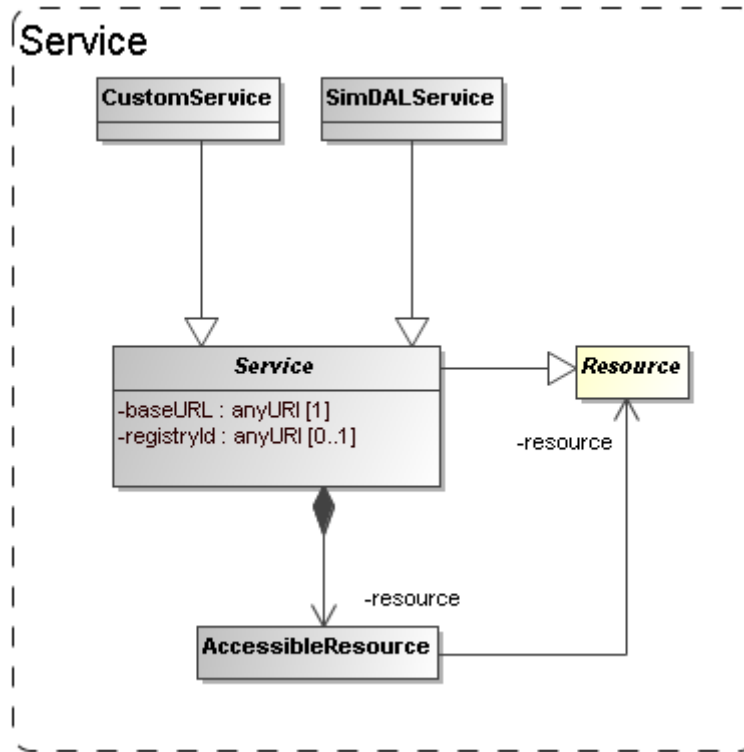 Service
CustomService
SimDALService
Service
-baseURL : anyURI [1]
-registryId : anyURI [0..1]
Resource
-resource
-resource
AccessibleResource